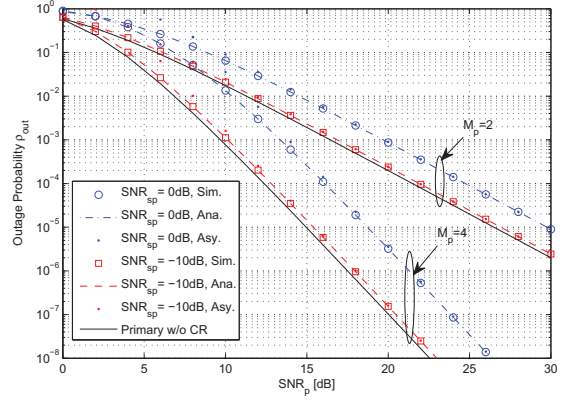 10^0
10^-1
10^-2
10^-3
10^-4
10^-5
10^-6
10^-7
10^-8
Outage Probability ρ_out
M_p=2
M_p=4
SNR_sp= 0dB, Sim.
SNR_sp= 0dB, Ana.
SNR_sp= 0dB, Asy.
SNR_sp= −10dB, Sim.
SNR_sp= −10dB, Ana.
SNR_sp= −10dB, Asy.
Primary w/o CR
0 5 10 15 20 25 30
SNR_p [dB]